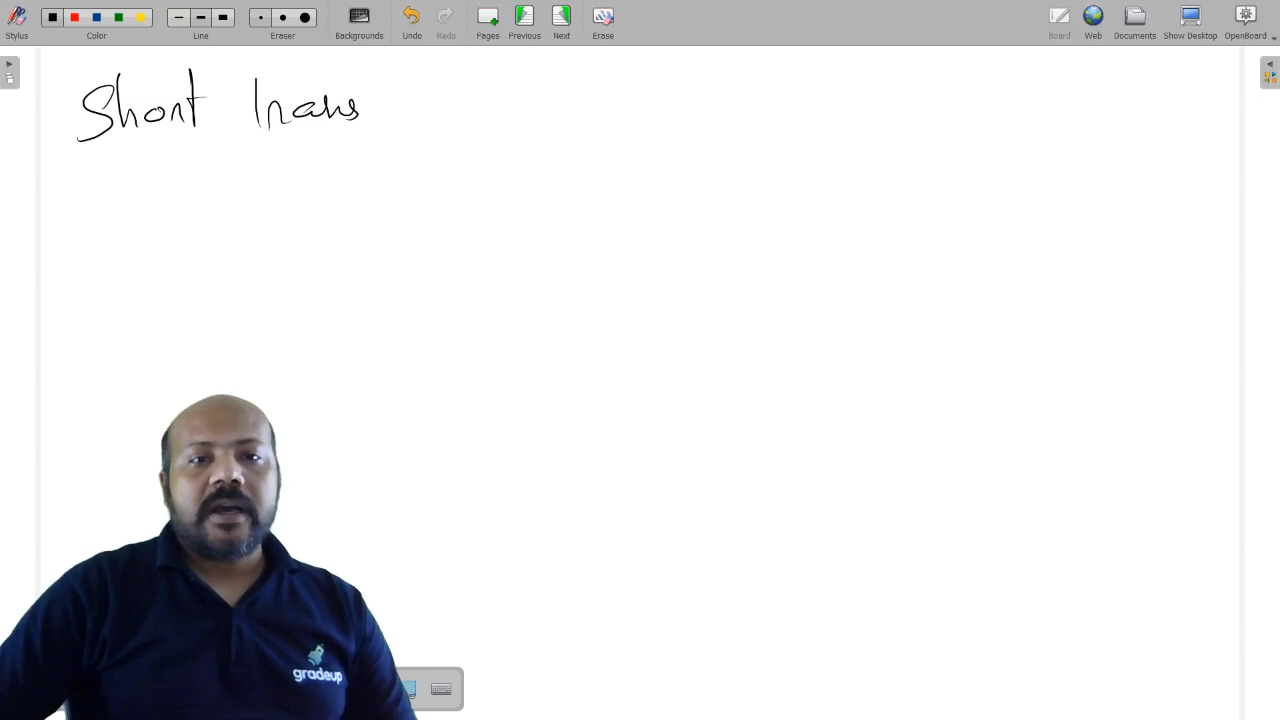 Stylus
Color
Line
Eraser
Backgrounds
Undo
Redo
Pages
Previous
Next
Erase
Board
Web
Documents
Show Desktop
OpenBoard
Short Trans
gradeup